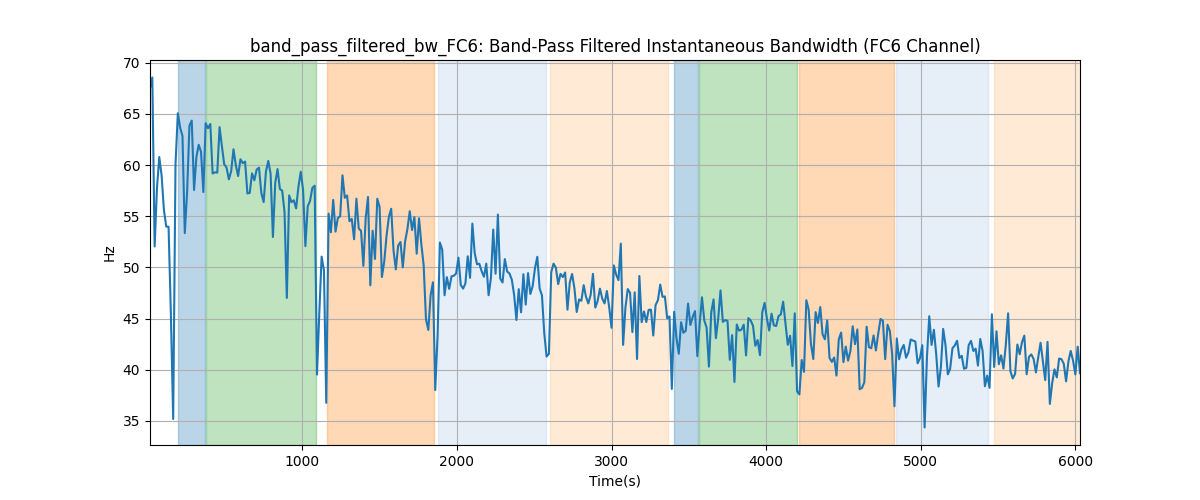 band_pass_filtered_bw_FC6: Band-Pass Filtered Instantaneous Bandwidth (FC6 Channel)
70
65
60
55
50
45
40
35
Hz
1000 2000 3000 4000 5000 6000
Time(s)